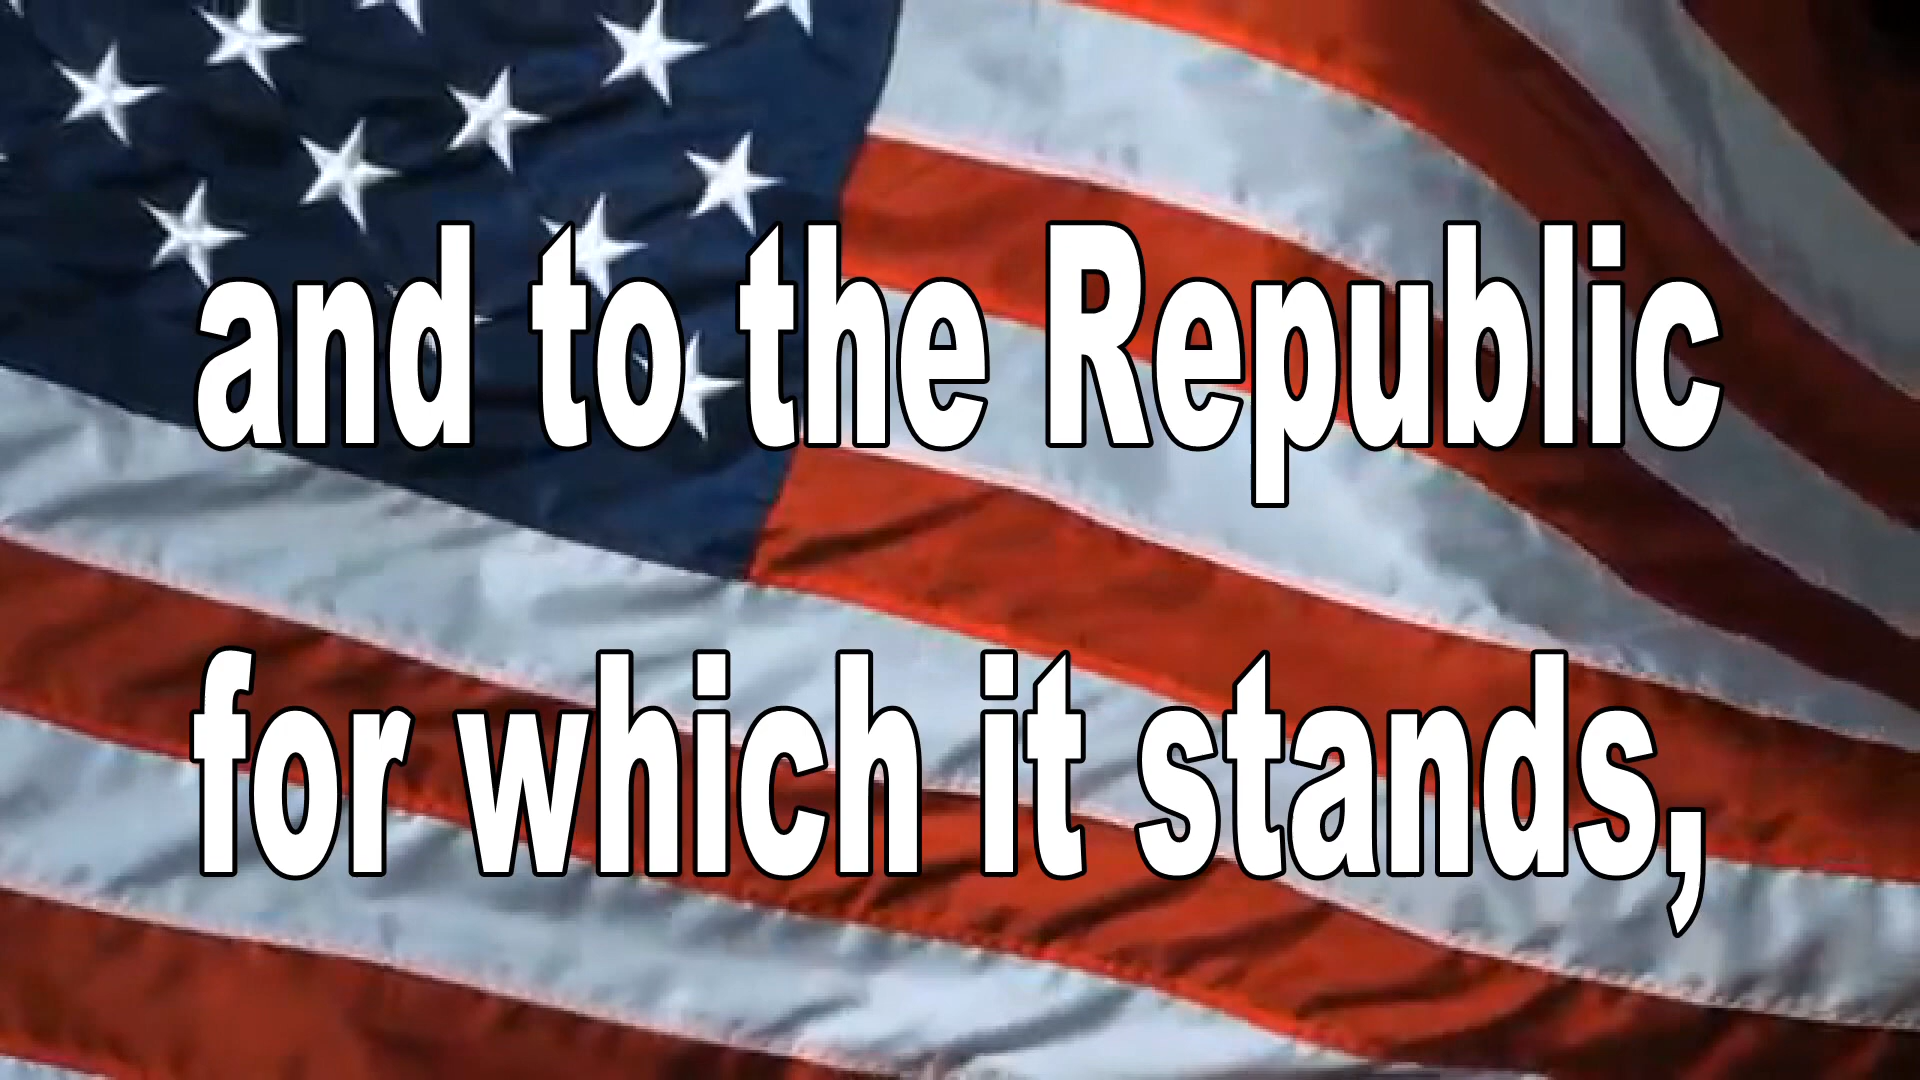 and to the Republic
for which it stands,